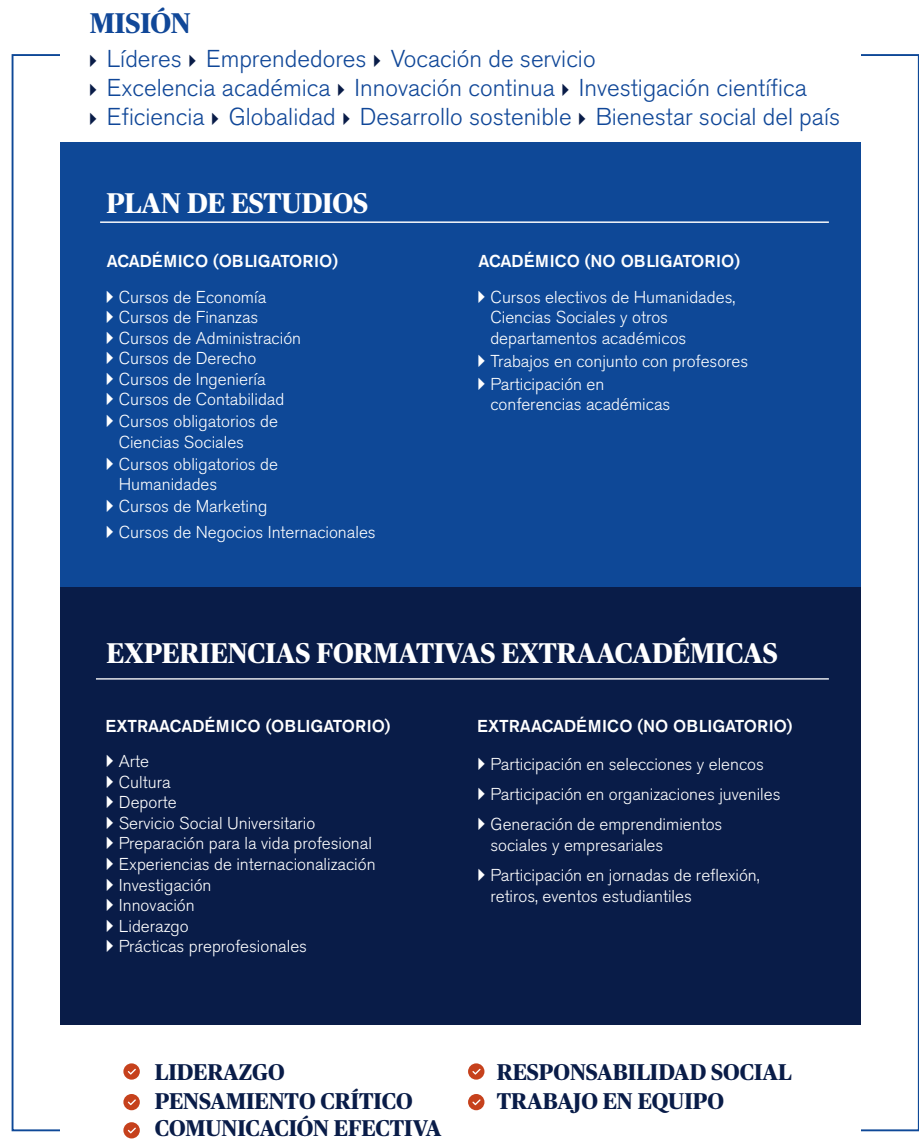 MISIÓN
Líderes Emprendedores Vocación de servicio
Excelencia académica Innovación continua Investigación científica
Eficiencia Globalidad Desarrollo sostenible Bienestar social del país
PLAN DE ESTUDIOS
ACADÉMICO (OBLIGATORIO)
Cursos de Economía
Cursos de Finanzas
Cursos de Administración
Cursos de Derecho
Cursos de Ingeniería
Cursos de Contabilidad
Cursos obligatorios de
Ciencias Sociales
Cursos obligatorios de
Humanidades
Cursos de Marketing
Cursos de Negocios Internacionales
ACADÉMICO (NO OBLIGATORIO)
Cursos electivos de Humanidades,
Ciencias Sociales y otros
departamentos académicos
Trabajos en conjunto con profesores
Participación en
conferencias académicas
EXPERIENCIAS FORMATIVAS EXTRAACADÉMICAS
EXTRAACADÉMICO (OBLIGATORIO)
Arte
Cultura
Deporte
Servicio Social Universitario
Preparación para la vida profesional
Experiencias de internacionalización
Investigación
Innovación
Liderazgo
Prácticas preprofesionales
EXTRAACADÉMICO (NO OBLIGATORIO)
Participación en selecciones y elencos
Participación en organizaciones juveniles
Generación de emprendimientos
sociales y empresariales
Participación en jornadas de reflexión,
retiros, eventos estudiantiles
LIDERAZGO
PENSAMIENTO CRÍTICO
COMUNICACIÓN EFECTIVA
RESPONSABILIDAD SOCIAL
TRABAJO EN EQUIPO